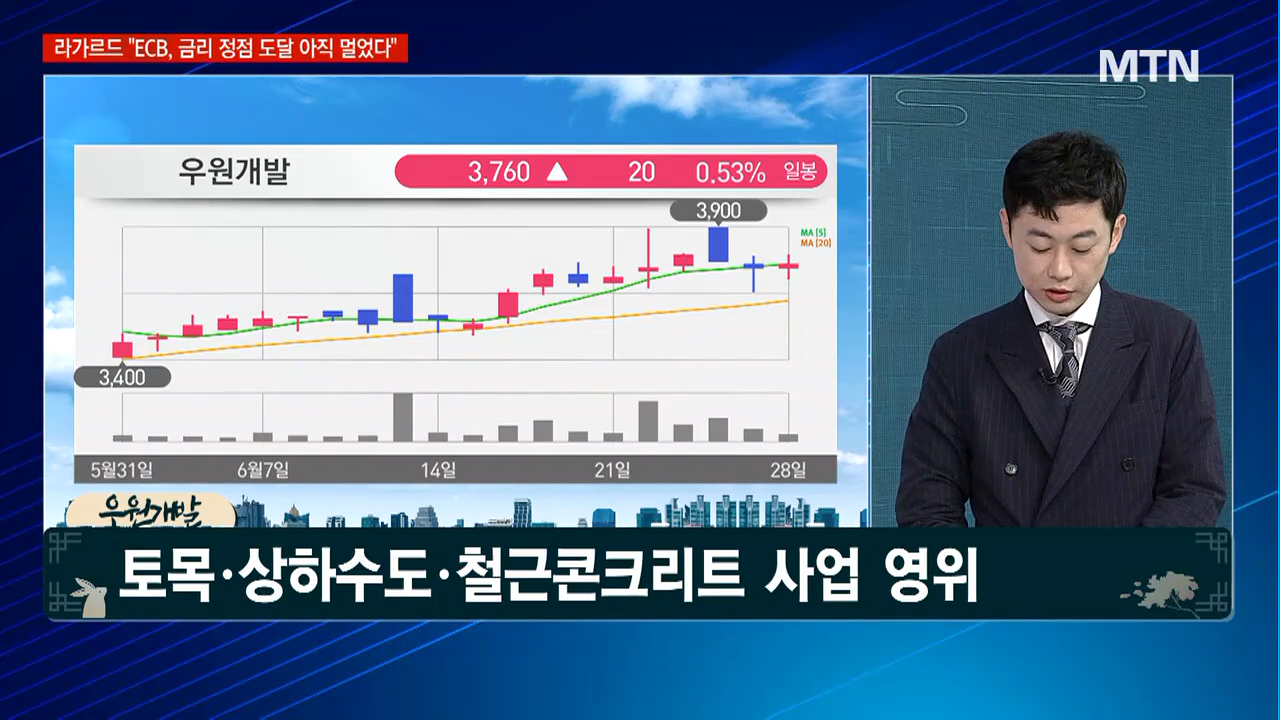 라가르드 "ECB, 금리 정점 도달 아직 멀었다"
MTN
우원개발 3,760 ▲ 20 0.53% 일봉
3,900
MA [5]
MA [20]
3,400
5월31일 6월7일 14일 21일 28일
우원개발
토목·상하수도·철근콘크리트 사업 영위